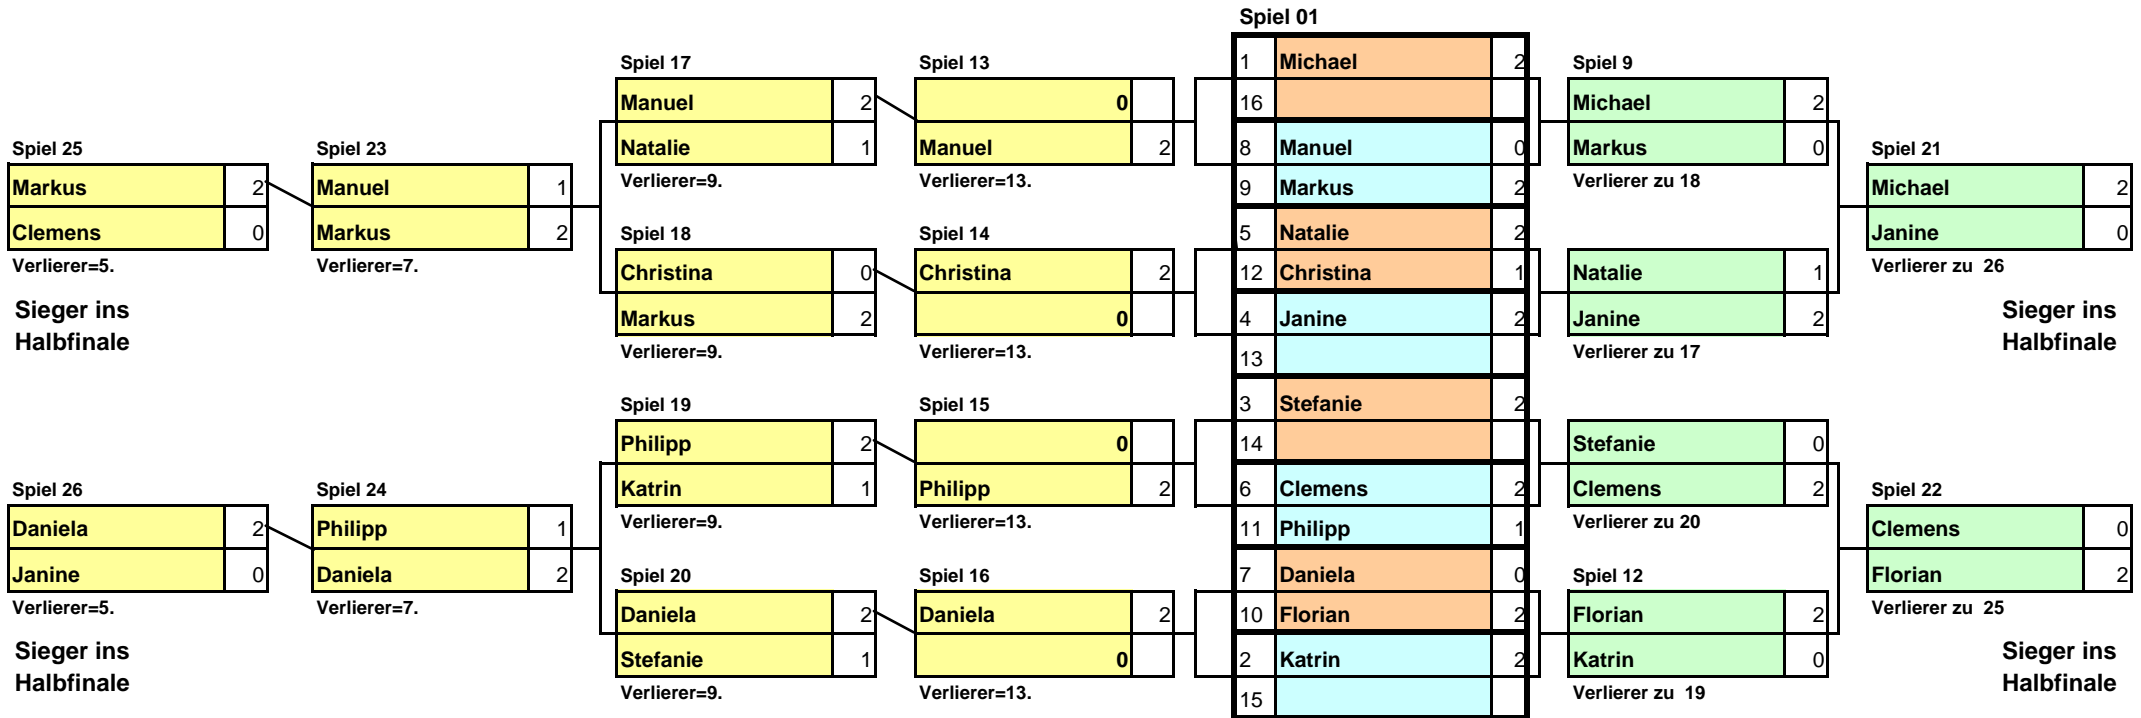 Spiel 01
1 Michael 2
Spiel 17 Spiel 13 Spiel 9
Manuel 2 0 16 Michael 2
Spiel 25 Spiel 23 Natalie 1 Manuel 2 8 Manuel 0 Markus 0 Spiel 21
Markus 2 Manuel 1 Verlierer=9. Verlierer=13. 9 Markus 2 Verlierer zu 18 Michael 2
Clemens 0 Markus 2 Spiel 18 Spiel 14 5 Natalie 2 Janine 0
Verlierer=5. Verlierer=7. Christina 0 Christina 2 12 Christina 1 Natalie 1 Verlierer zu 26
Sieger ins Markus 2 0 4 Janine 2 Janine 2 Sieger ins
Halbfinale Verlierer=9. Verlierer=13. 13 Verlierer zu 17 Halbfinale
Spiel 19 Spiel 15 3 Stefanie 2
Philipp 2 0 14 Stefanie 0
Spiel 26 Spiel 24 Katrin 1 Philipp 2 6 Clemens 2 Clemens 2 Spiel 22
Daniela 2 Philipp 1 Verlierer=9. Verlierer=13. 11 Philipp 1 Verlierer zu 20 Clemens 0
Janine 0 Daniela 2 Spiel 20 Spiel 16 7 Daniela 0 Spiel 12 Florian 2
Verlierer=5. Verlierer=7. Daniela 2 Daniela 2 10 Florian 2 Florian 2 Verlierer zu 25
Sieger ins Stefanie 1 0 2 Katrin 2 Katrin 0 Sieger ins
Halbfinale Verlierer=9. Verlierer=13. 15 Verlierer zu 19 Halbfinale